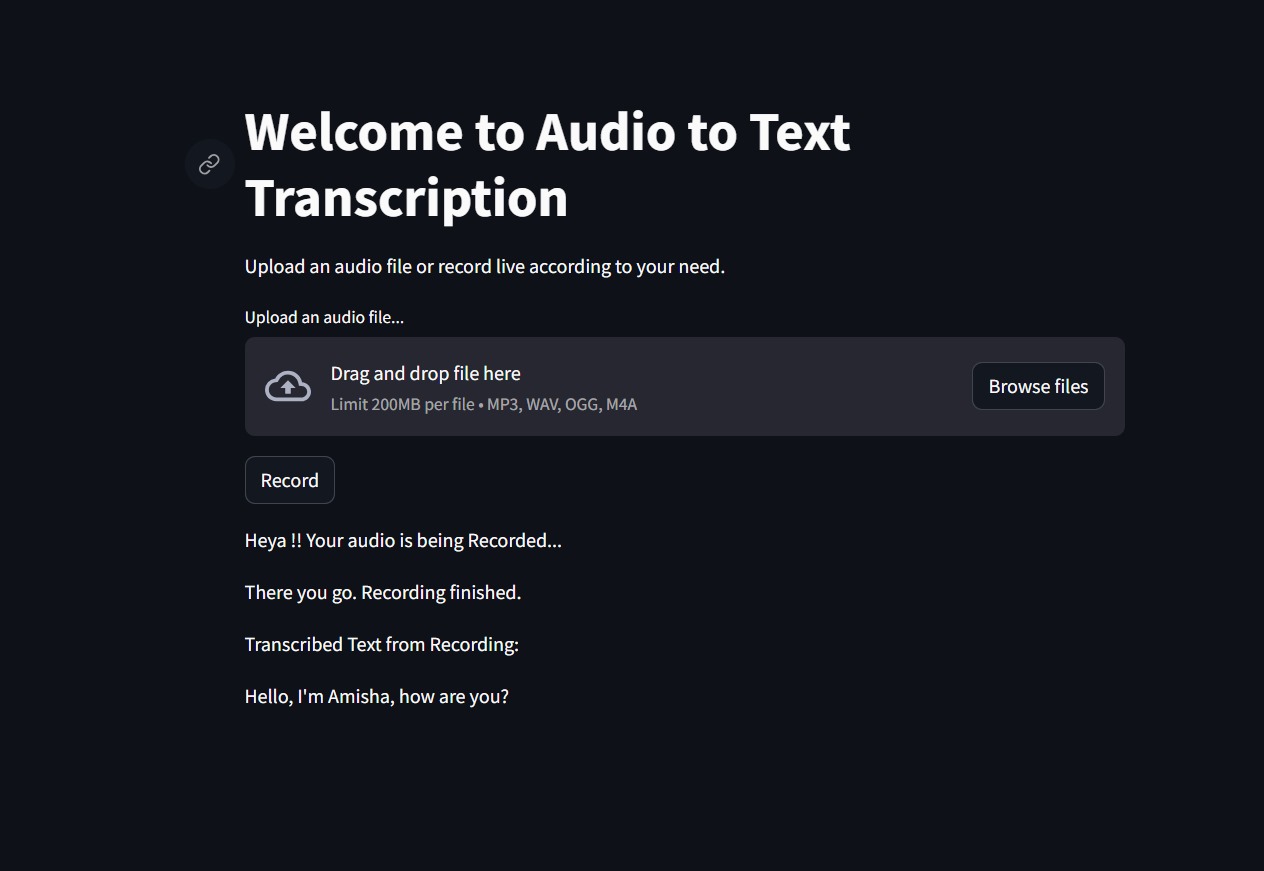 Welcome to Audio to Text
Transcription
Upload an audio file or record live according to your need.
Upload an audio file...
Drag and drop file here
Limit 200MB per file • MP3, WAV, OGG, M4A
Browse files
Record
Heya !! Your audio is being Recorded...
There you go. Recording finished.
Transcribed Text from Recording:
Hello, I'm Amisha, how are you?